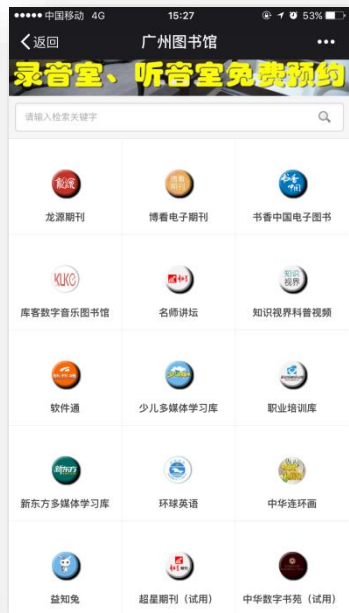 中国移动 4G 15:27 53%
返回 广州图书馆
录音室、听音室免费预约
请输入检索关键字
龙源期刊 博看电子期刊 书香中国电子图书
库客数字音乐图书馆 名师讲坛 知识视界科普视频
软件通 少儿多媒体学习库 职业培训库
新东方多媒体学习库 环球英语 中华连环画
益知兔 超星期刊（试用） 中华数字书苑（试用）